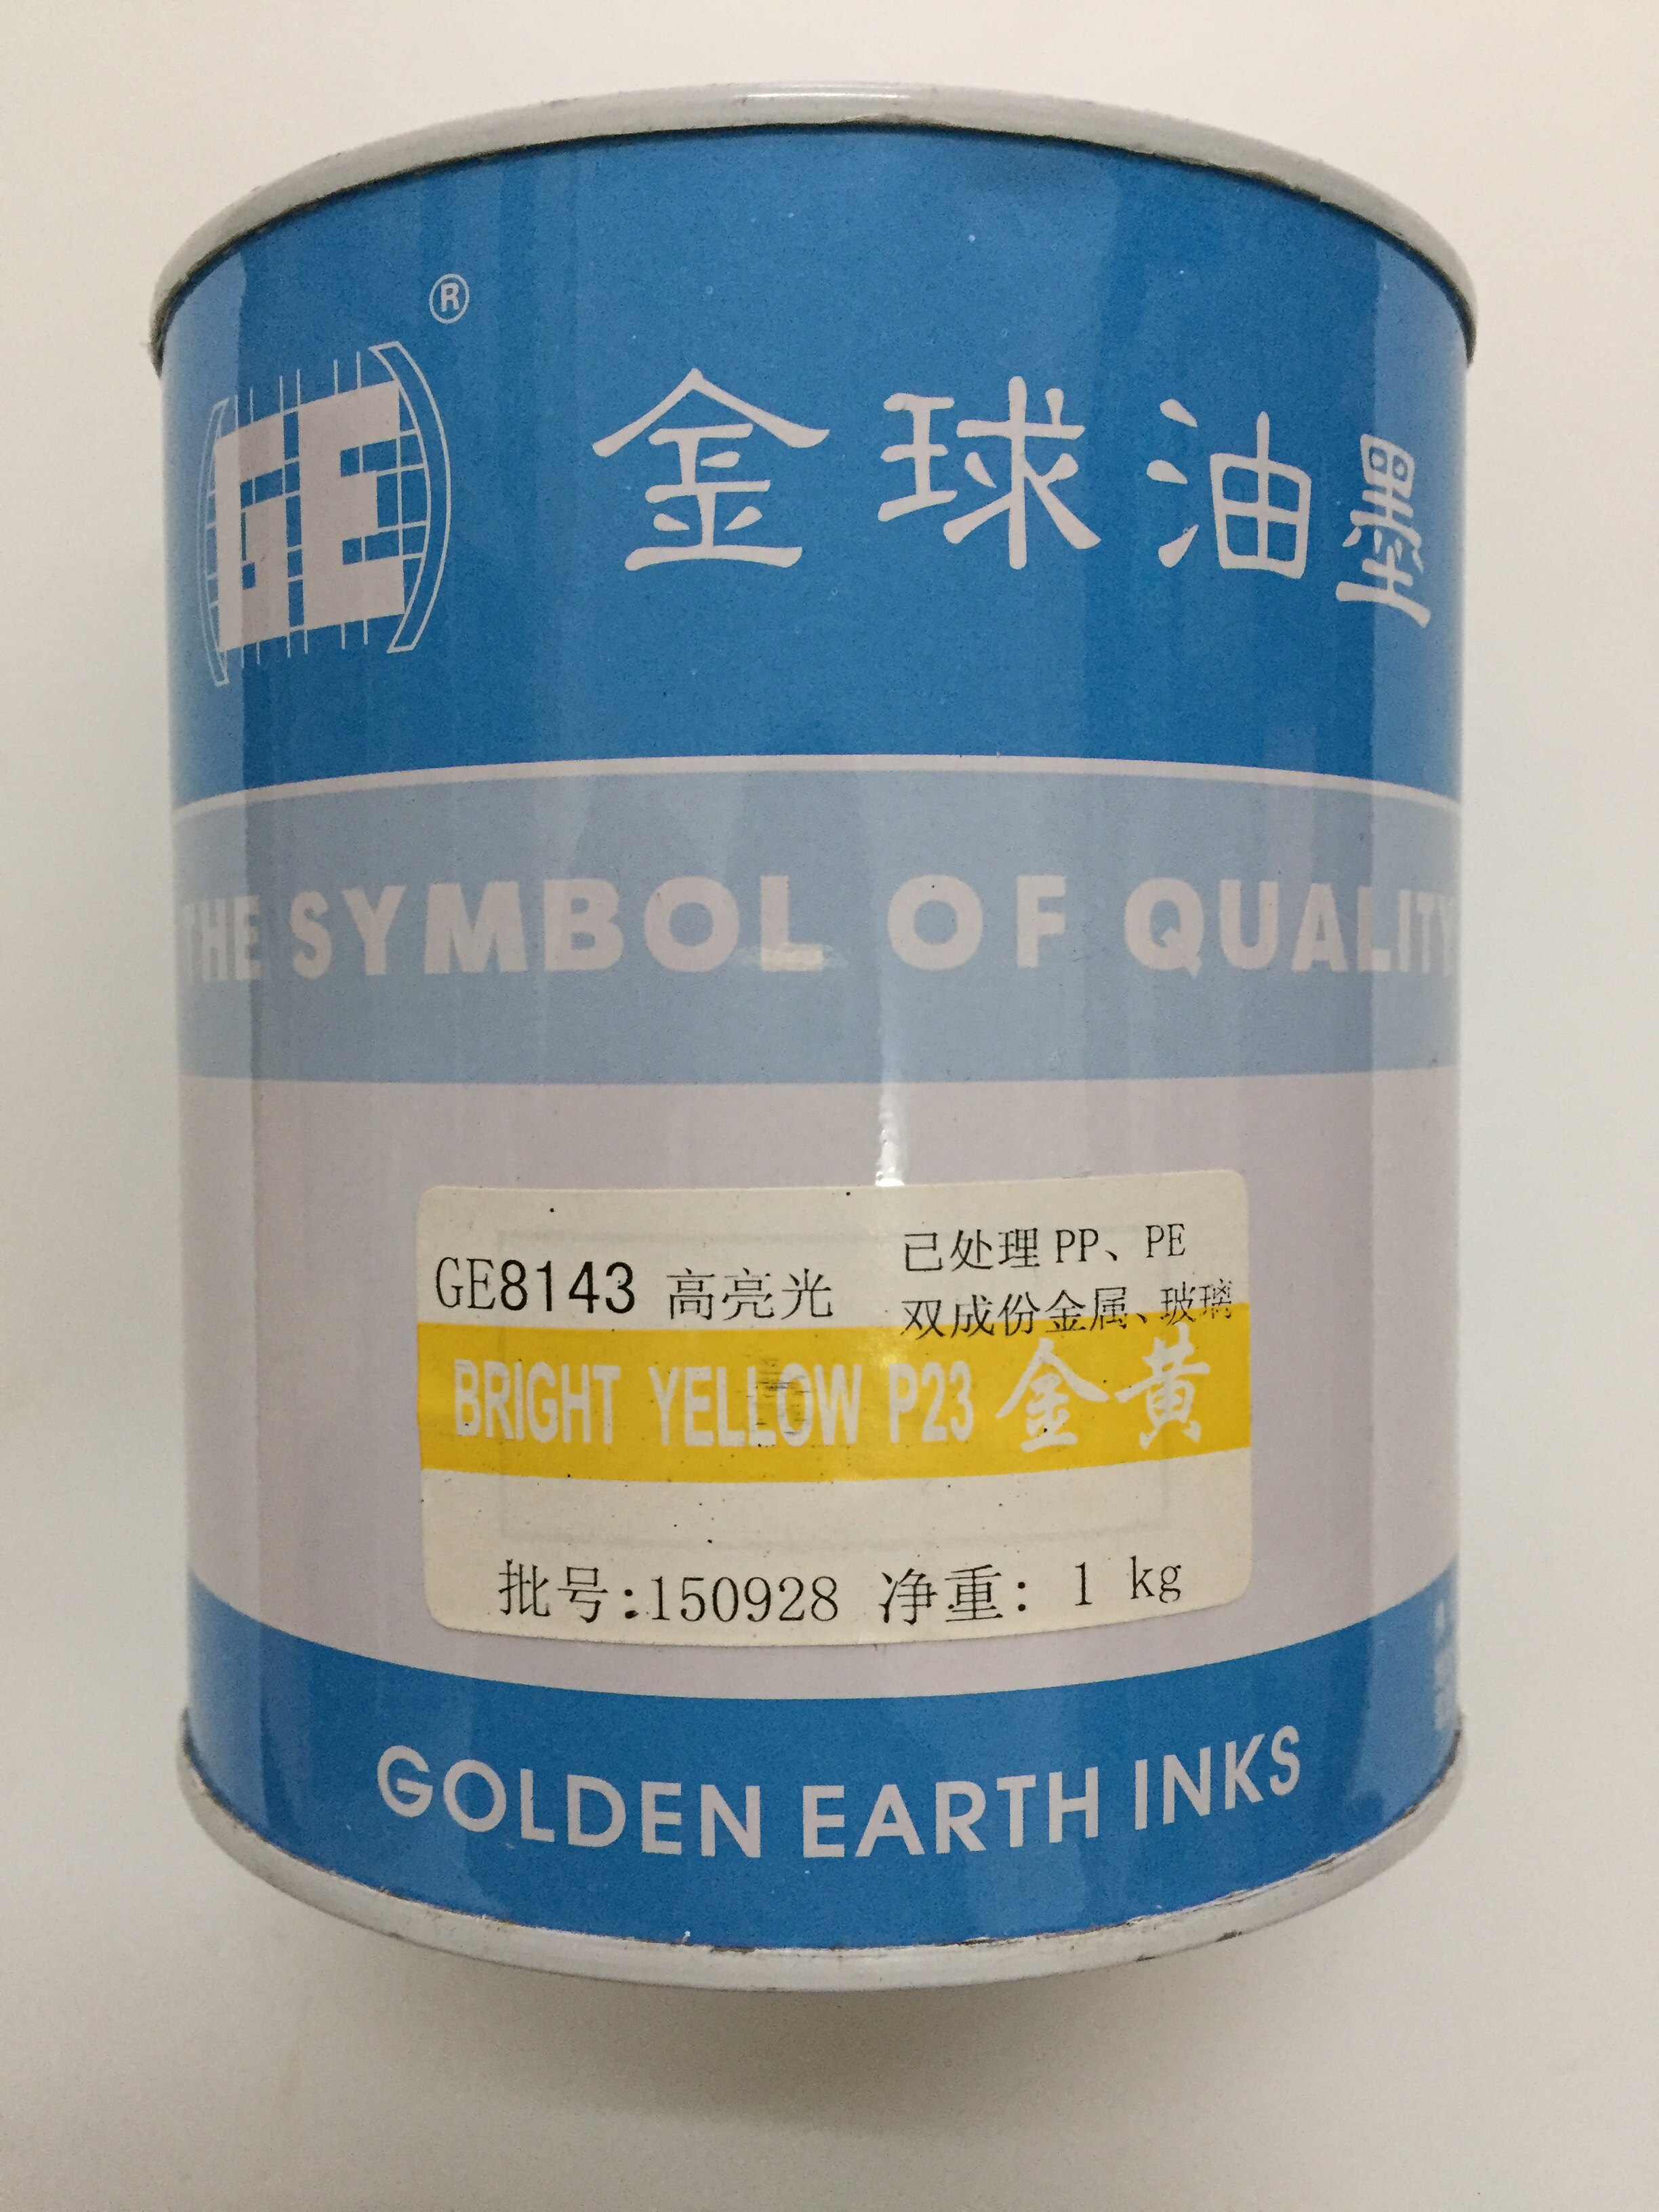 ®
GE
金球油墨
THE SYMBOL OF QUALITY
GE8143 高亮光
已处理 PP、PE
双成份金属、玻璃
BRIGHT YELLOW P23 金黄
批号:150928 净重: 1 kg
GOLDEN EARTH INKS